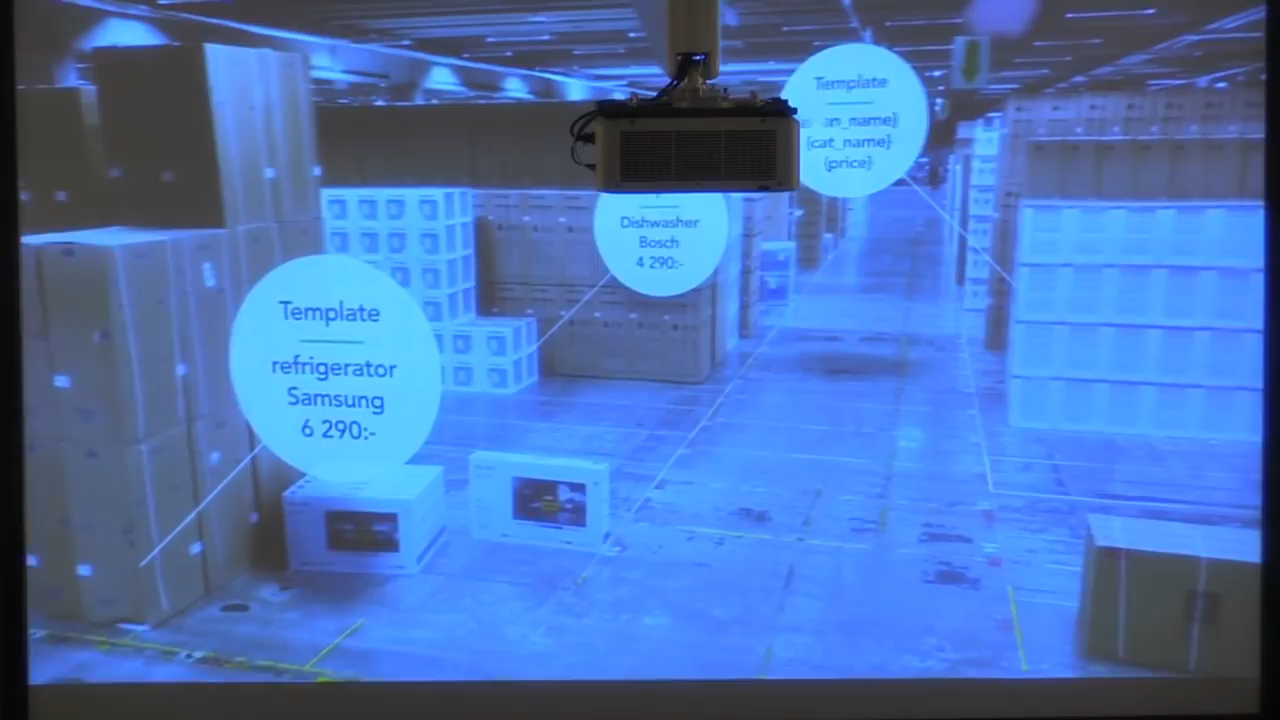 Template
refrigerator
Samsung
6 290:-
Dishwasher
Bosch
4 290:-
Template
{cat_name}
{price}